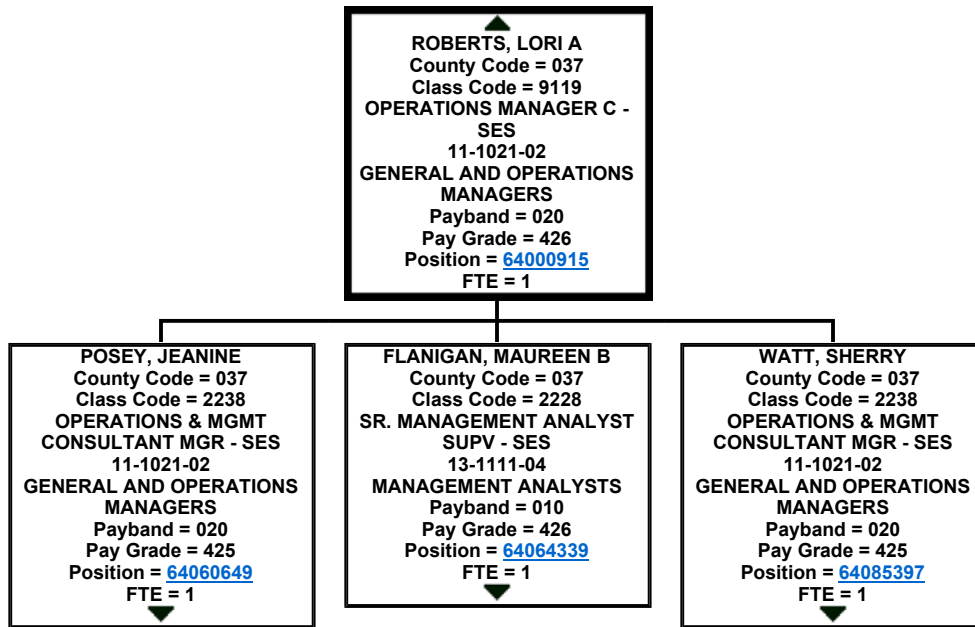 ROBERTS, LORI A
County Code = 037
Class Code = 9119
OPERATIONS MANAGER C -
SES
11-1021-02
GENERAL AND OPERATIONS
MANAGERS
Payband = 020
Pay Grade = 426
Position = 64000915
FTE = 1
POSEY, JEANINE
County Code = 037
Class Code = 2238
OPERATIONS & MGMT
CONSULTANT MGR - SES
11-1021-02
GENERAL AND OPERATIONS
MANAGERS
Payband = 020
Pay Grade = 425
Position = 64060649
FTE = 1
FLANIGAN, MAUREEN B
County Code = 037
Class Code = 2228
SR. MANAGEMENT ANALYST
SUPV - SES
13-1111-04
MANAGEMENT ANALYSTS
Payband = 010
Pay Grade = 426
Position = 64064339
FTE = 1
WATT, SHERRY
County Code = 037
Class Code = 2238
OPERATIONS & MGMT
CONSULTANT MGR - SES
11-1021-02
GENERAL AND OPERATIONS
MANAGERS
Payband = 020
Pay Grade = 425
Position = 64085397
FTE = 1